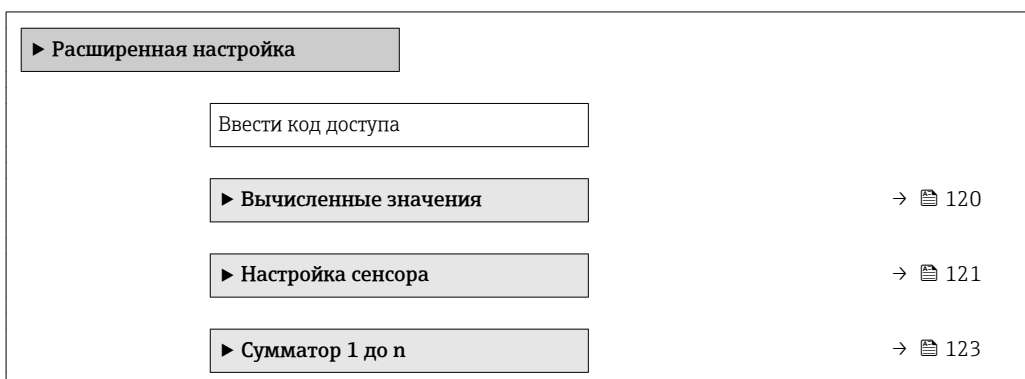 ▶ Расширенная настройка
Ввести код доступа
▶ Вычисленные значения → 120
▶ Настройка сенсора → 121
▶ Сумматор 1 до n → 123